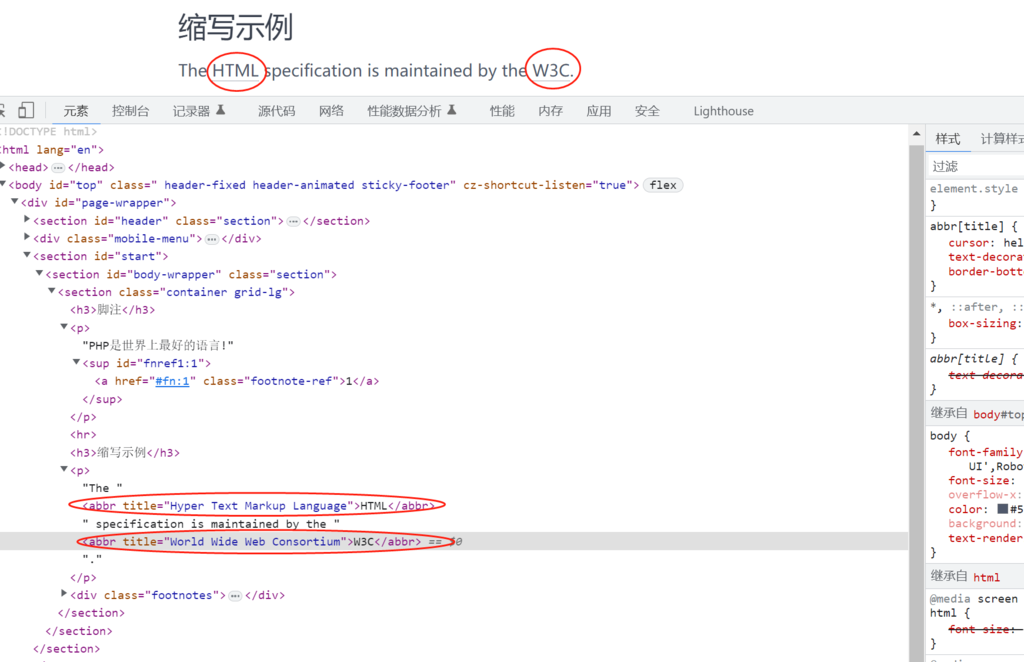 缩写示例
The HTML specification is maintained by the W3C.
元素 控制台 记录器 源代码 网络 性能数据分析 性能 内存 应用 安全 Lighthouse
!DOCTYPE html>
html lang="en">
<head>…</head>
<body id="top" class=" header-fixed header-animated sticky-footer" cz-shortcut-listen="true"> flex
<div id="page-wrapper">
<section id="header" class="section">…</section>
<div class="mobile-menu">…</div>
<section id="start">
<section id="body-wrapper" class="section">
<section class="container grid-lg">
<h3>脚注</h3>
<p>
"PHP是世界上最好的语言!"
<sup id="fnref1:1">
<a href="#fn:1" class="footnote-ref">1</a>
</sup>
</p>
<hr>
<h3>缩写示例</h3>
<p>
"The "
<abbr title="Hyper Text Markup Language">HTML</abbr>
" specification is maintained by the "
<abbr title="World Wide Web Consortium">W3C</abbr> == $0
"."
</p>
<div class="footnotes">…</div>
</section>
</section>
</section>
样式 计算样式
过滤
element.style
}
abbr[title] {
cursor: hel
text-decora
border-bott
}
*, ::after, ::
box-sizing:
}
abbr[title] {
text-decora
}
继承自 body#top
body {
font-family
UI',Robo
font-size:
overflow-x:
color: #5
background:
text-render
}
继承自 html
@media screen
html {
font-size:
}